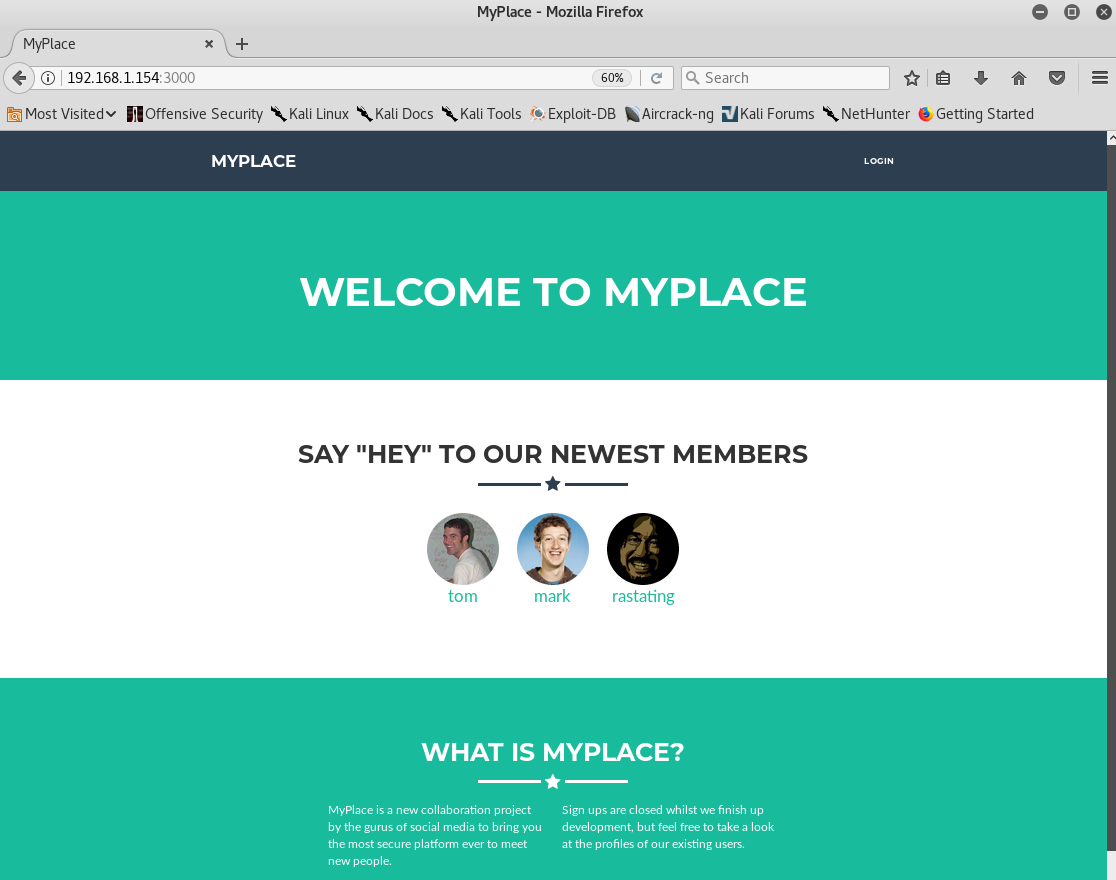 MyPlace - Mozilla Firefox
MyPlace
192.168.1.154:3000 60% Search
Most Visited Offensive Security Kali Linux Kali Docs Kali Tools Exploit-DB Aircrack-ng Kali Forums NetHunter Getting Started
MYPLACE LOGIN
WELCOME TO MYPLACE
SAY "HEY" TO OUR NEWEST MEMBERS
tom mark rastating
WHAT IS MYPLACE?
MyPlace is a new collaboration project
by the gurus of social media to bring you
the most secure platform ever to meet
new people.
Sign ups are closed whilst we finish up
development, but feel free to take a look
at the profiles of our existing users.